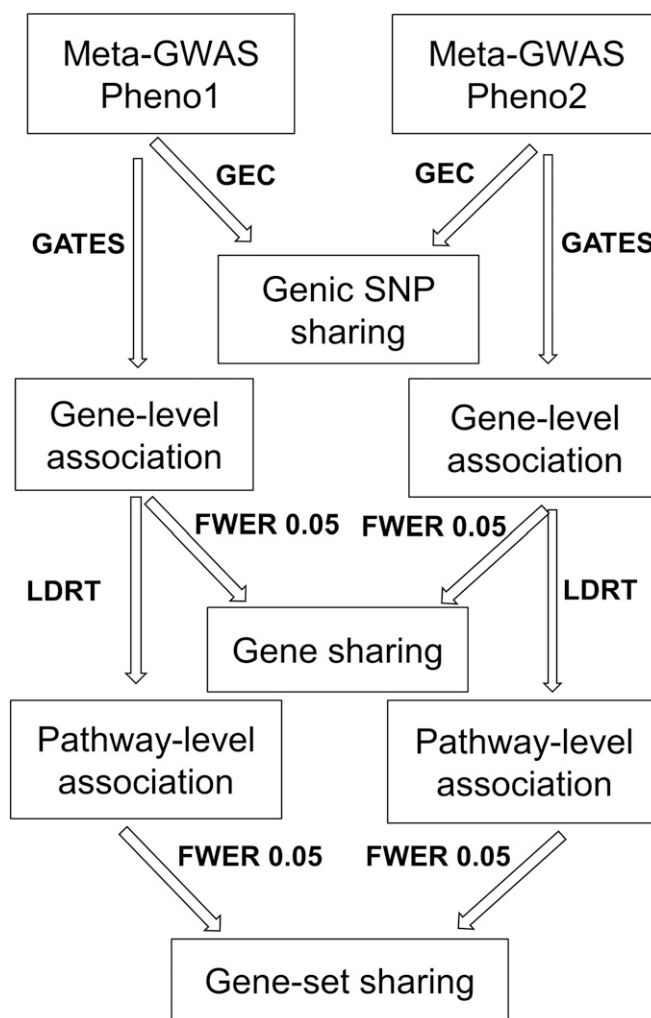 Meta-GWAS
Pheno1
Meta-GWAS
Pheno2
GEC
GEC
GATES
GATES
Genic SNP
sharing
Gene-level
association
Gene-level
association
FWER 0.05
FWER 0.05
LDRT
LDRT
Gene sharing
Pathway-level
association
Pathway-level
association
FWER 0.05
FWER 0.05
Gene-set sharing